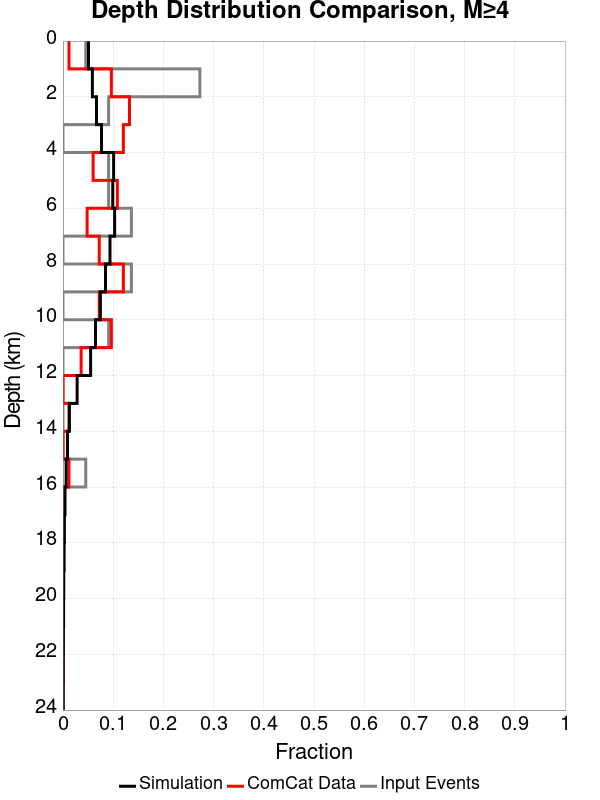 Depth Distribution Comparison, M≥4
0
2
4
6
8
10
12
14
16
18
20
22
24
Depth (km)
0 0.1 0.2 0.3 0.4 0.5 0.6 0.7 0.8 0.9 1
Fraction
Simulation ComCat Data Input Events